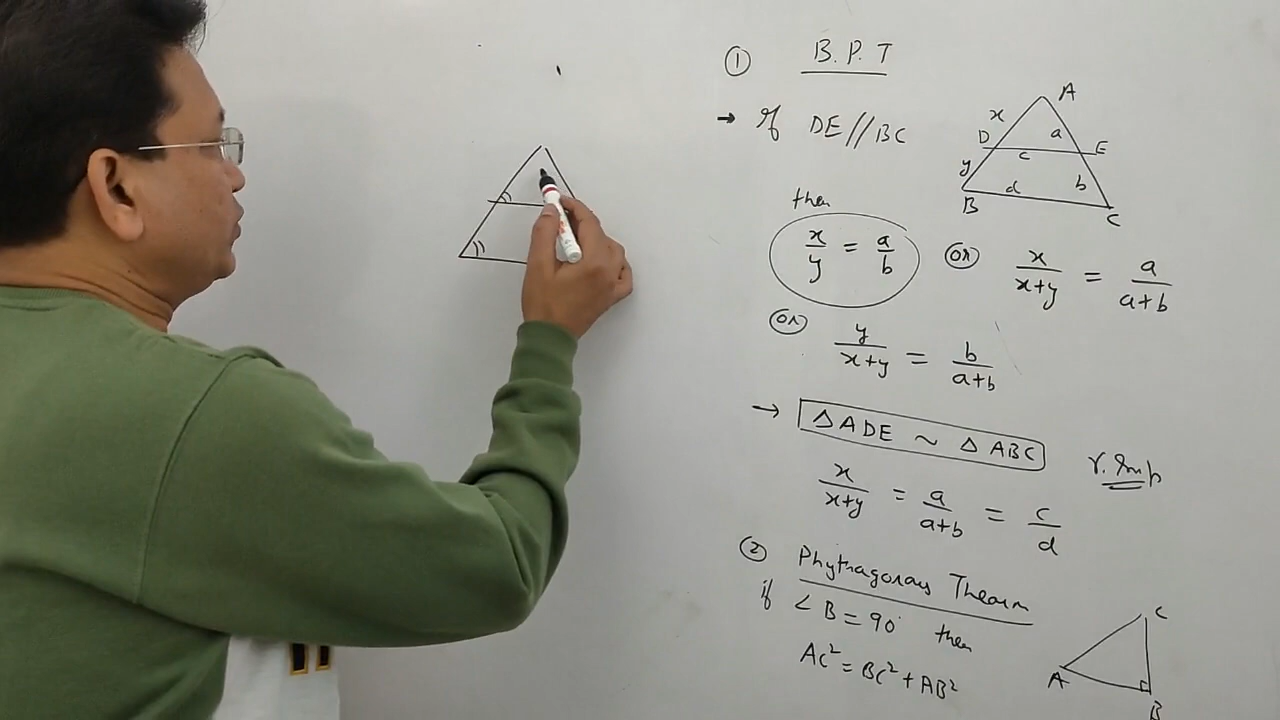 ① B.P.T
→ If DE//BC
A
x
D a E
c
y
d b
B C
then
x/y = a/b (or) x/x+y = a/a+b
(or) y/x+y = b/a+b
→ △ADE ~ △ABC
x/x+y = a/a+b = c/d
② Phythagoras Theorem
if ∠B = 90° then
AC² = BC² + AB²
C
A
B